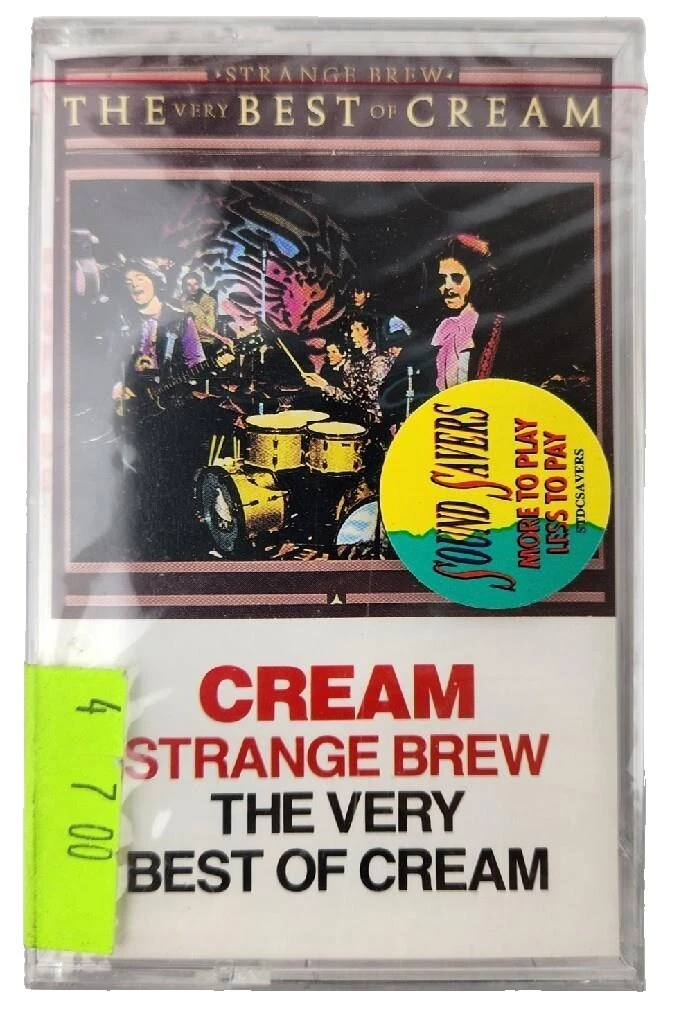 STRANGE BREW
THE VERY BEST OF CREAM
SOUND SAVERS
MORE TO PLAY
LESS TO PAY
STDCSAVERS
CREAM
STRANGE BREW
THE VERY
BEST OF CREAM
4 7 00